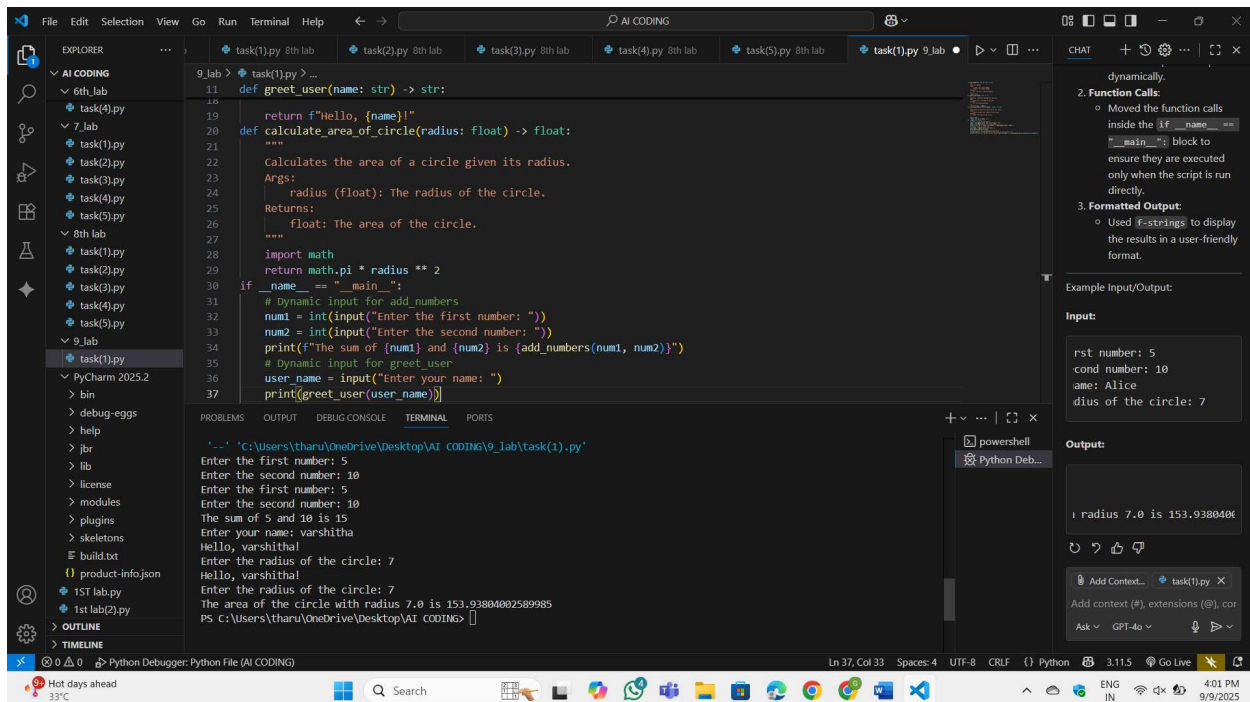 File Edit Selection View Go Run Terminal Help
AI CODING
EXPLORER
AI CODING
6th_lab
task(4).py
7_lab
task(1).py
task(2).py
task(3).py
task(4).py
task(5).py
8th lab
task(1).py
task(2).py
task(3).py
task(4).py
task(5).py
9_lab
task(1).py
PyCharm 2025.2
bin
debug-eggs
help
jbr
lib
license
modules
plugins
skeletons
build.txt
product-info.json
1ST lab.py
1st lab(2).py
OUTLINE
TIMELINE
task(1).py 8th lab
task(2).py 8th lab
task(3).py 8th lab
task(4).py 8th lab
task(5).py 8th lab
task(1).py 9_lab
9_lab > task(1).py > ...
11 def greet_user(name: str) -> str:
18
19 return f"Hello, {name}!"
20 def calculate_area_of_circle(radius: float) -> float:
21 """
22 Calculates the area of a circle given its radius.
23 Args:
24 radius (float): The radius of the circle.
25 Returns:
26 float: The area of the circle.
27 """
28 import math
29 return math.pi * radius ** 2
30 if __name__ == "__main__":
31 # Dynamic input for add_numbers
32 num1 = int(input("Enter the first number: "))
33 num2 = int(input("Enter the second number: "))
34 print(f"The sum of {num1} and {num2} is {add_numbers(num1, num2)}")
35 # Dynamic input for greet_user
36 user_name = input("Enter your name: ")
37 print(greet_user(user_name))
PROBLEMS OUTPUT DEBUG CONSOLE TERMINAL PORTS
'--' 'C:\Users\tharu\OneDrive\Desktop\AI CODING\9_lab\task(1).py'
Enter the first number: 5
Enter the second number: 10
Enter the first number: 5
Enter the second number: 10
The sum of 5 and 10 is 15
Enter your name: varshitha
Hello, varshitha!
Enter the radius of the circle: 7
Hello, varshitha!
Enter the radius of the circle: 7
The area of the circle with radius 7.0 is 153.93804002589985
PS C:\Users\tharu\OneDrive\Desktop\AI CODING>
powershell
Python Deb...
CHAT
dynamically.
2. Function Calls:
Moved the function calls
inside the if __name__ ==
"__main__": block to
ensure they are executed
only when the script is run
directly.
3. Formatted Output:
Used f-strings to display
the results in a user-friendly
format.
Example Input/Output:
Input:
rst number: 5
cond number: 10
ame: Alice
dius of the circle: 7
Output:
radius 7.0 is 153.938040
Add Context... task(1).py
Add context (#), extensions (@), cor
Ask GPT-4o
0 0 Python Debugger: Python File (AI CODING)
Ln 37, Col 33 Spaces: 4 UTF-8 CRLF {} Python 3.11.5 Go Live
9+ Hot days ahead
33°C
Search
ENG
IN
4:01 PM
9/9/2025